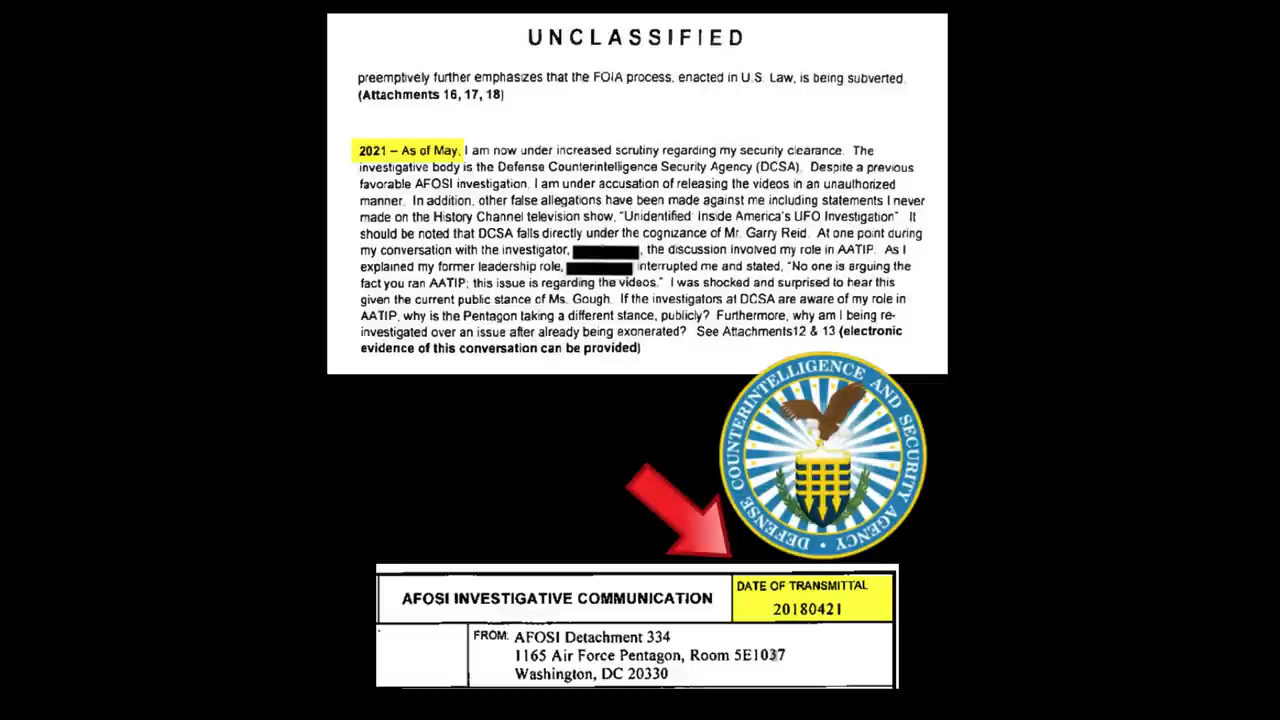 UNCLASSIFIED
preemptively further emphasizes that the FOIA process, enacted in U.S. Law, is being subverted.
(Attachments 16, 17, 18)
2021 – As of May, I am now under increased scrutiny regarding my security clearance. The
investigative body is the Defense Counterintelligence Security Agency (DCSA). Despite a previous
favorable AFOSI investigation, I am under accusation of releasing the videos in an unauthorized
manner. In addition, other false allegations have been made against me including statements I never
made on the History Channel television show, "Unidentified: Inside America's UFO Investigation" It
should be noted that DCSA falls directly under the cognizance of Mr. Garry Reid. At one point during
my conversation with the investigator, , the discussion involved my role in AATIP. As I
explained my former leadership role, interrupted me and stated, "No one is arguing the
fact you ran AATIP; this issue is regarding the videos." I was shocked and surprised to hear this
given the current public stance of Ms. Gough. If the investigators at DCSA are aware of my role in
AATIP, why is the Pentagon taking a different stance, publicly? Furthermore, why am I being re-
investigated over an issue after already being exonerated? See Attachments12 & 13 (electronic
evidence of this conversation can be provided)
DEFENSE COUNTERINTELLIGENCE AND SECURITY AGENCY
AFOSI INVESTIGATIVE COMMUNICATION
DATE OF TRANSMITTAL
20180421
FROM: AFOSI Detachment 334
1165 Air Force Pentagon, Room 5E1037
Washington, DC 20330